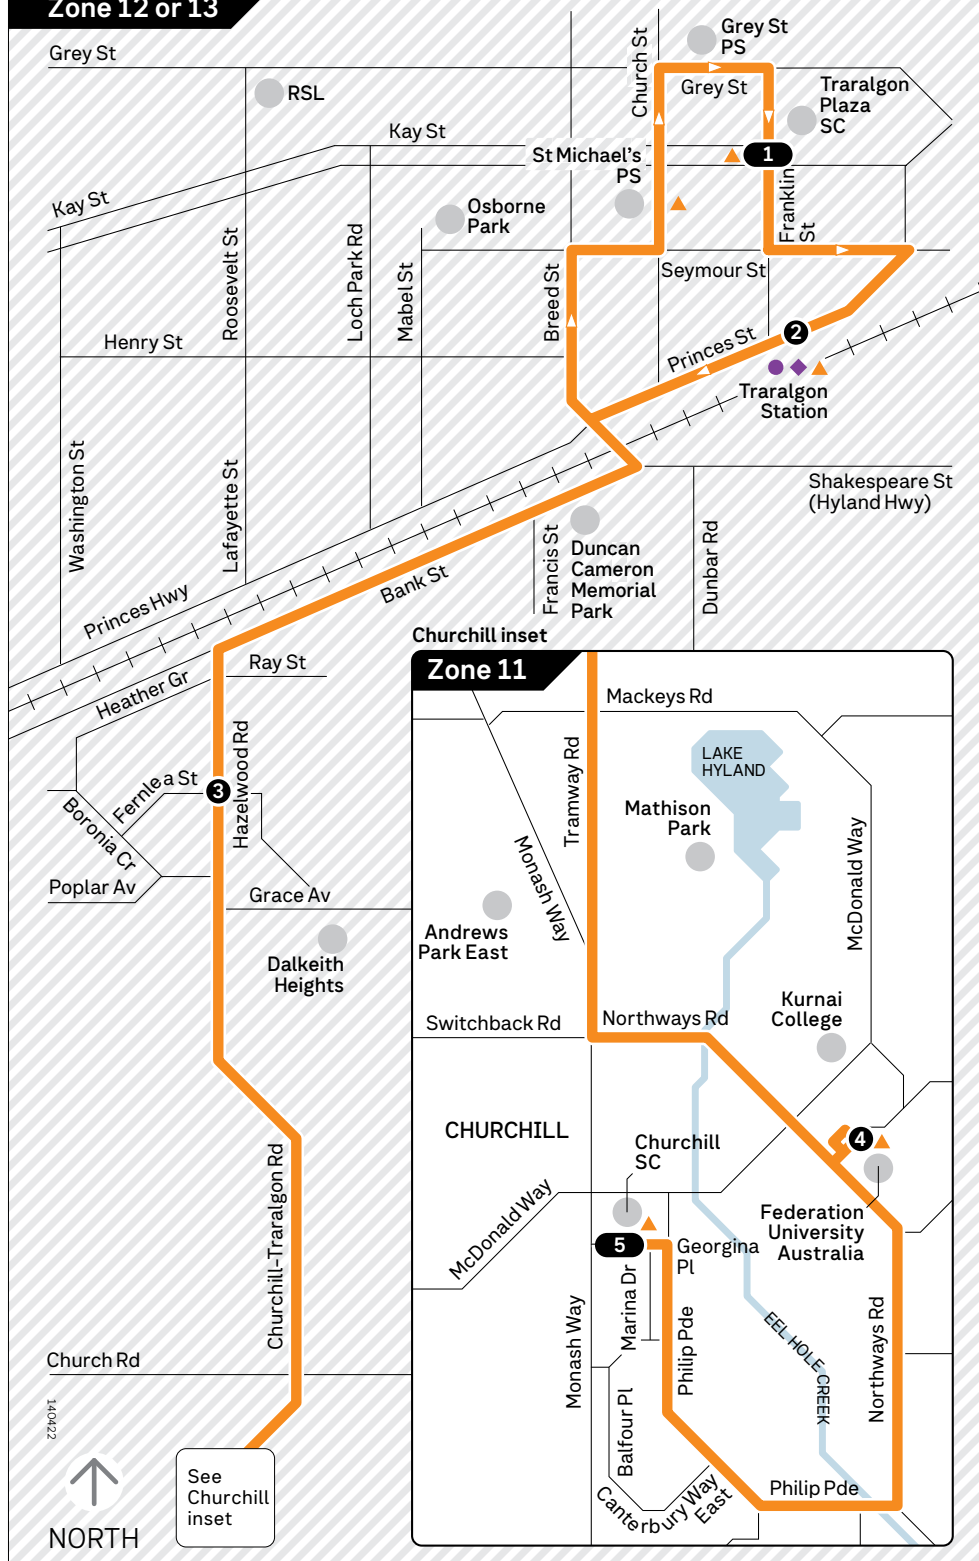 Zone 12 or 13
Grey St
RSL
Church St
Grey St
PS
Grey St
Traralgon
Plaza
SC
Kay St
St Michael's
PS
1
Kay St
Osborne
Park
Franklin
St
Roosevelt St
Loch Park Rd
Mabel St
Breed St
Seymour St
Henry St
Princes St
2
Traralgon
Station
Washington St
Lafayette St
Shakespeare St
(Hyland Hwy)
Francis St
Duncan
Cameron
Memorial
Park
Dunbar Rd
Bank St
Princes Hwy
Heather Gr
Ray St
Hazelwood Rd
Fernlea St
3
Boronia Cr
Poplar Av
Grace Av
Dalkeith
Heights
Churchill-Traralgon Rd
Church Rd
140422
NORTH
See
Churchill
inset
Churchill inset
Zone 11
Mackeys Rd
Tramway Rd
LAKE
HYLAND
Mathison
Park
Monash Way
McDonald Way
Andrews
Park East
Kurnai
College
Switchback Rd
Northways Rd
CHURCHILL
Churchill
SC
4
Federation
University
Australia
McDonald Way
5
Georgina
Pl
Marina Dr
Monash Way
Philip Pde
EEL HOLE CREEK
Northways Rd
Balfour Pl
Canterbury Way
East
Philip Pde